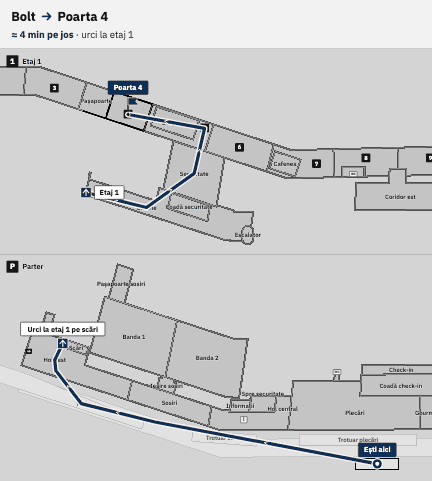 Bolt → Poarta 4
≈ 4 min pe jos · urci la etaj 1
1 Etaj 1
3
Pașapoarte
Poarta 4
6
7
8
9
Cafenea
Coridor est
Securitate
Etaj 1
Coadă securitate
Escalator
P Parter
Pașapoarte sosiri
Urci la etaj 1 pe scări
Scări
Hol vest
Banda 1
Banda 2
Ieșire sosiri
Sosiri
Spre securitate
Informații
Hol central
Plecări
Check-in
Coadă check-in
Trotuar plecări
Ești aici